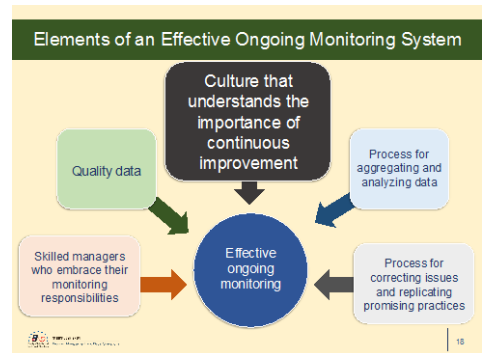 Elements of an Effective Ongoing Monitoring System
Culture that
understands the
importance of
continuous
improvement
Quality data
Process for
aggregating and
analyzing data
Skilled managers
who embrace their
monitoring
responsibilities
Effective
ongoing
monitoring
Process for
correcting issues
and replicating
promising practices
18